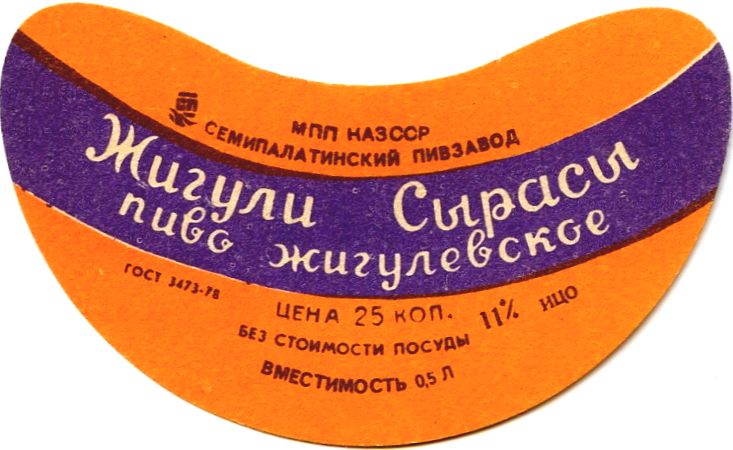 МПП КАЗССР
СЕМИПАЛАТИНСКИЙ ПИВЗАВОД
Жигули Сырасы
пиво жигулевское
ГОСТ 3473-78
ЦЕНА 25 КОП. 11% ИЦО
БЕЗ СТОИМОСТИ ПОСУДЫ
ВМЕСТИМОСТЬ 0,5 Л